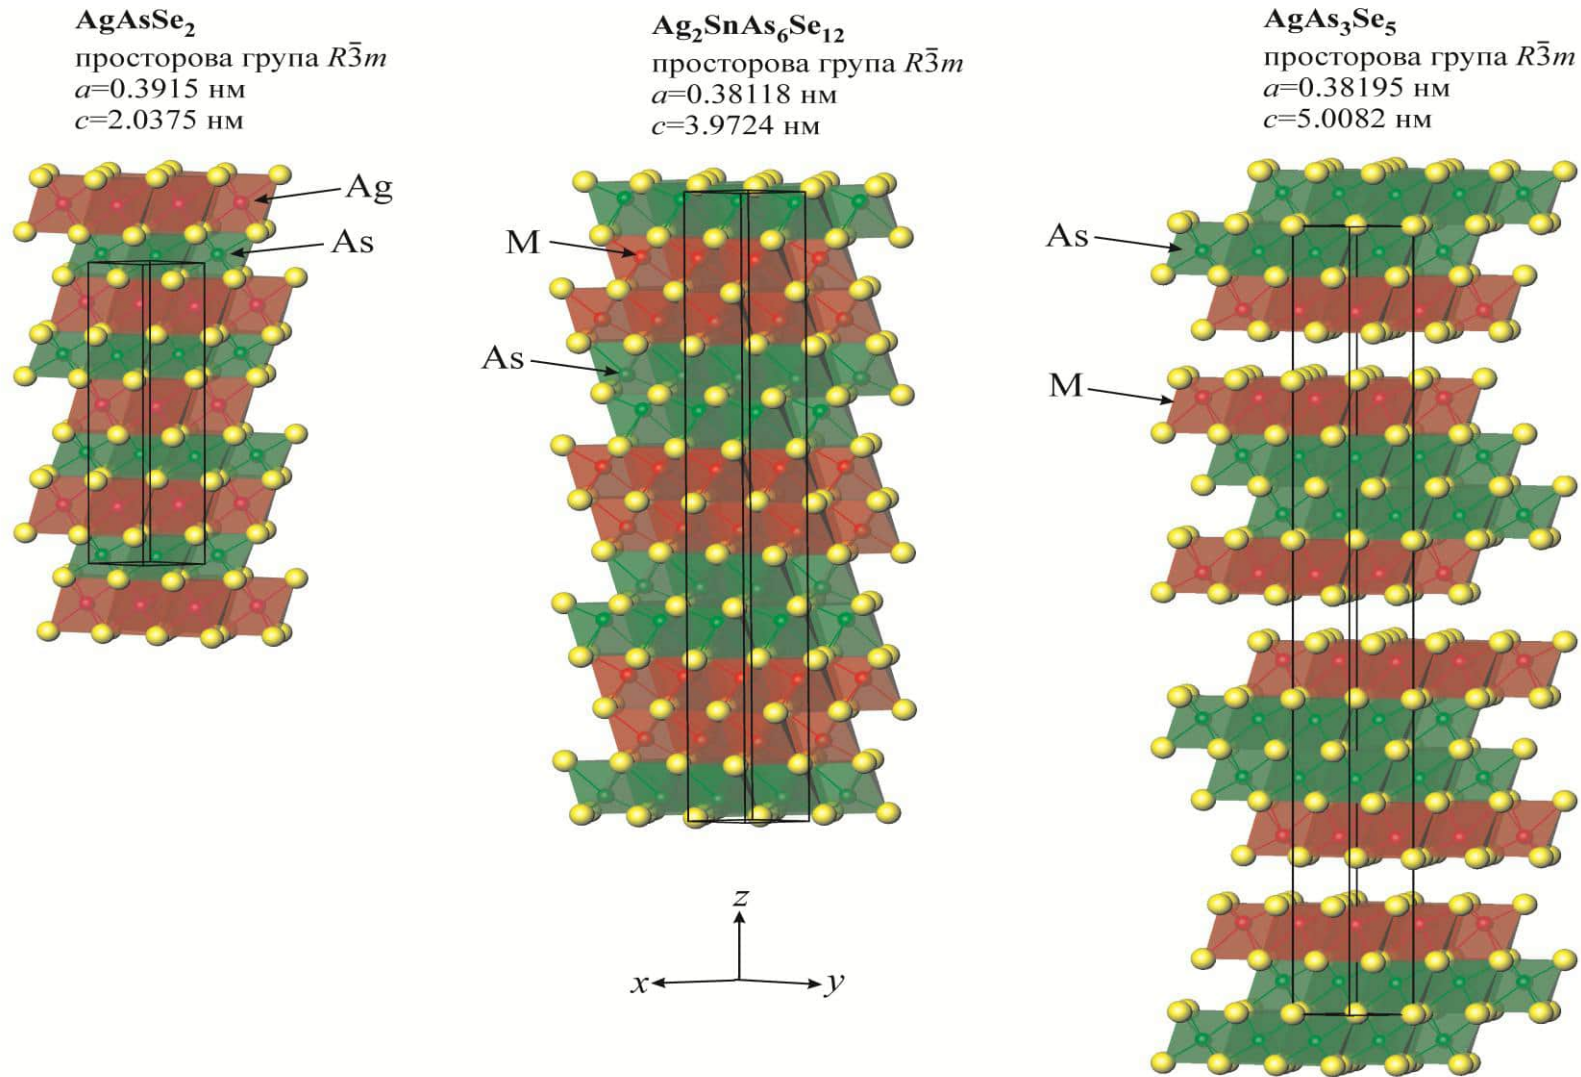 AgAsSe₂
просторова група R3̅m
a=0.3915 нм
c=2.0375 нм
Ag₂SnAs₆Se₁₂
просторова група R3̅m
a=0.38118 нм
c=3.9724 нм
AgAs₃Se₅
просторова група R3̅m
a=0.38195 нм
c=5.0082 нм
Ag
As
M
As
As
M
z
x
y